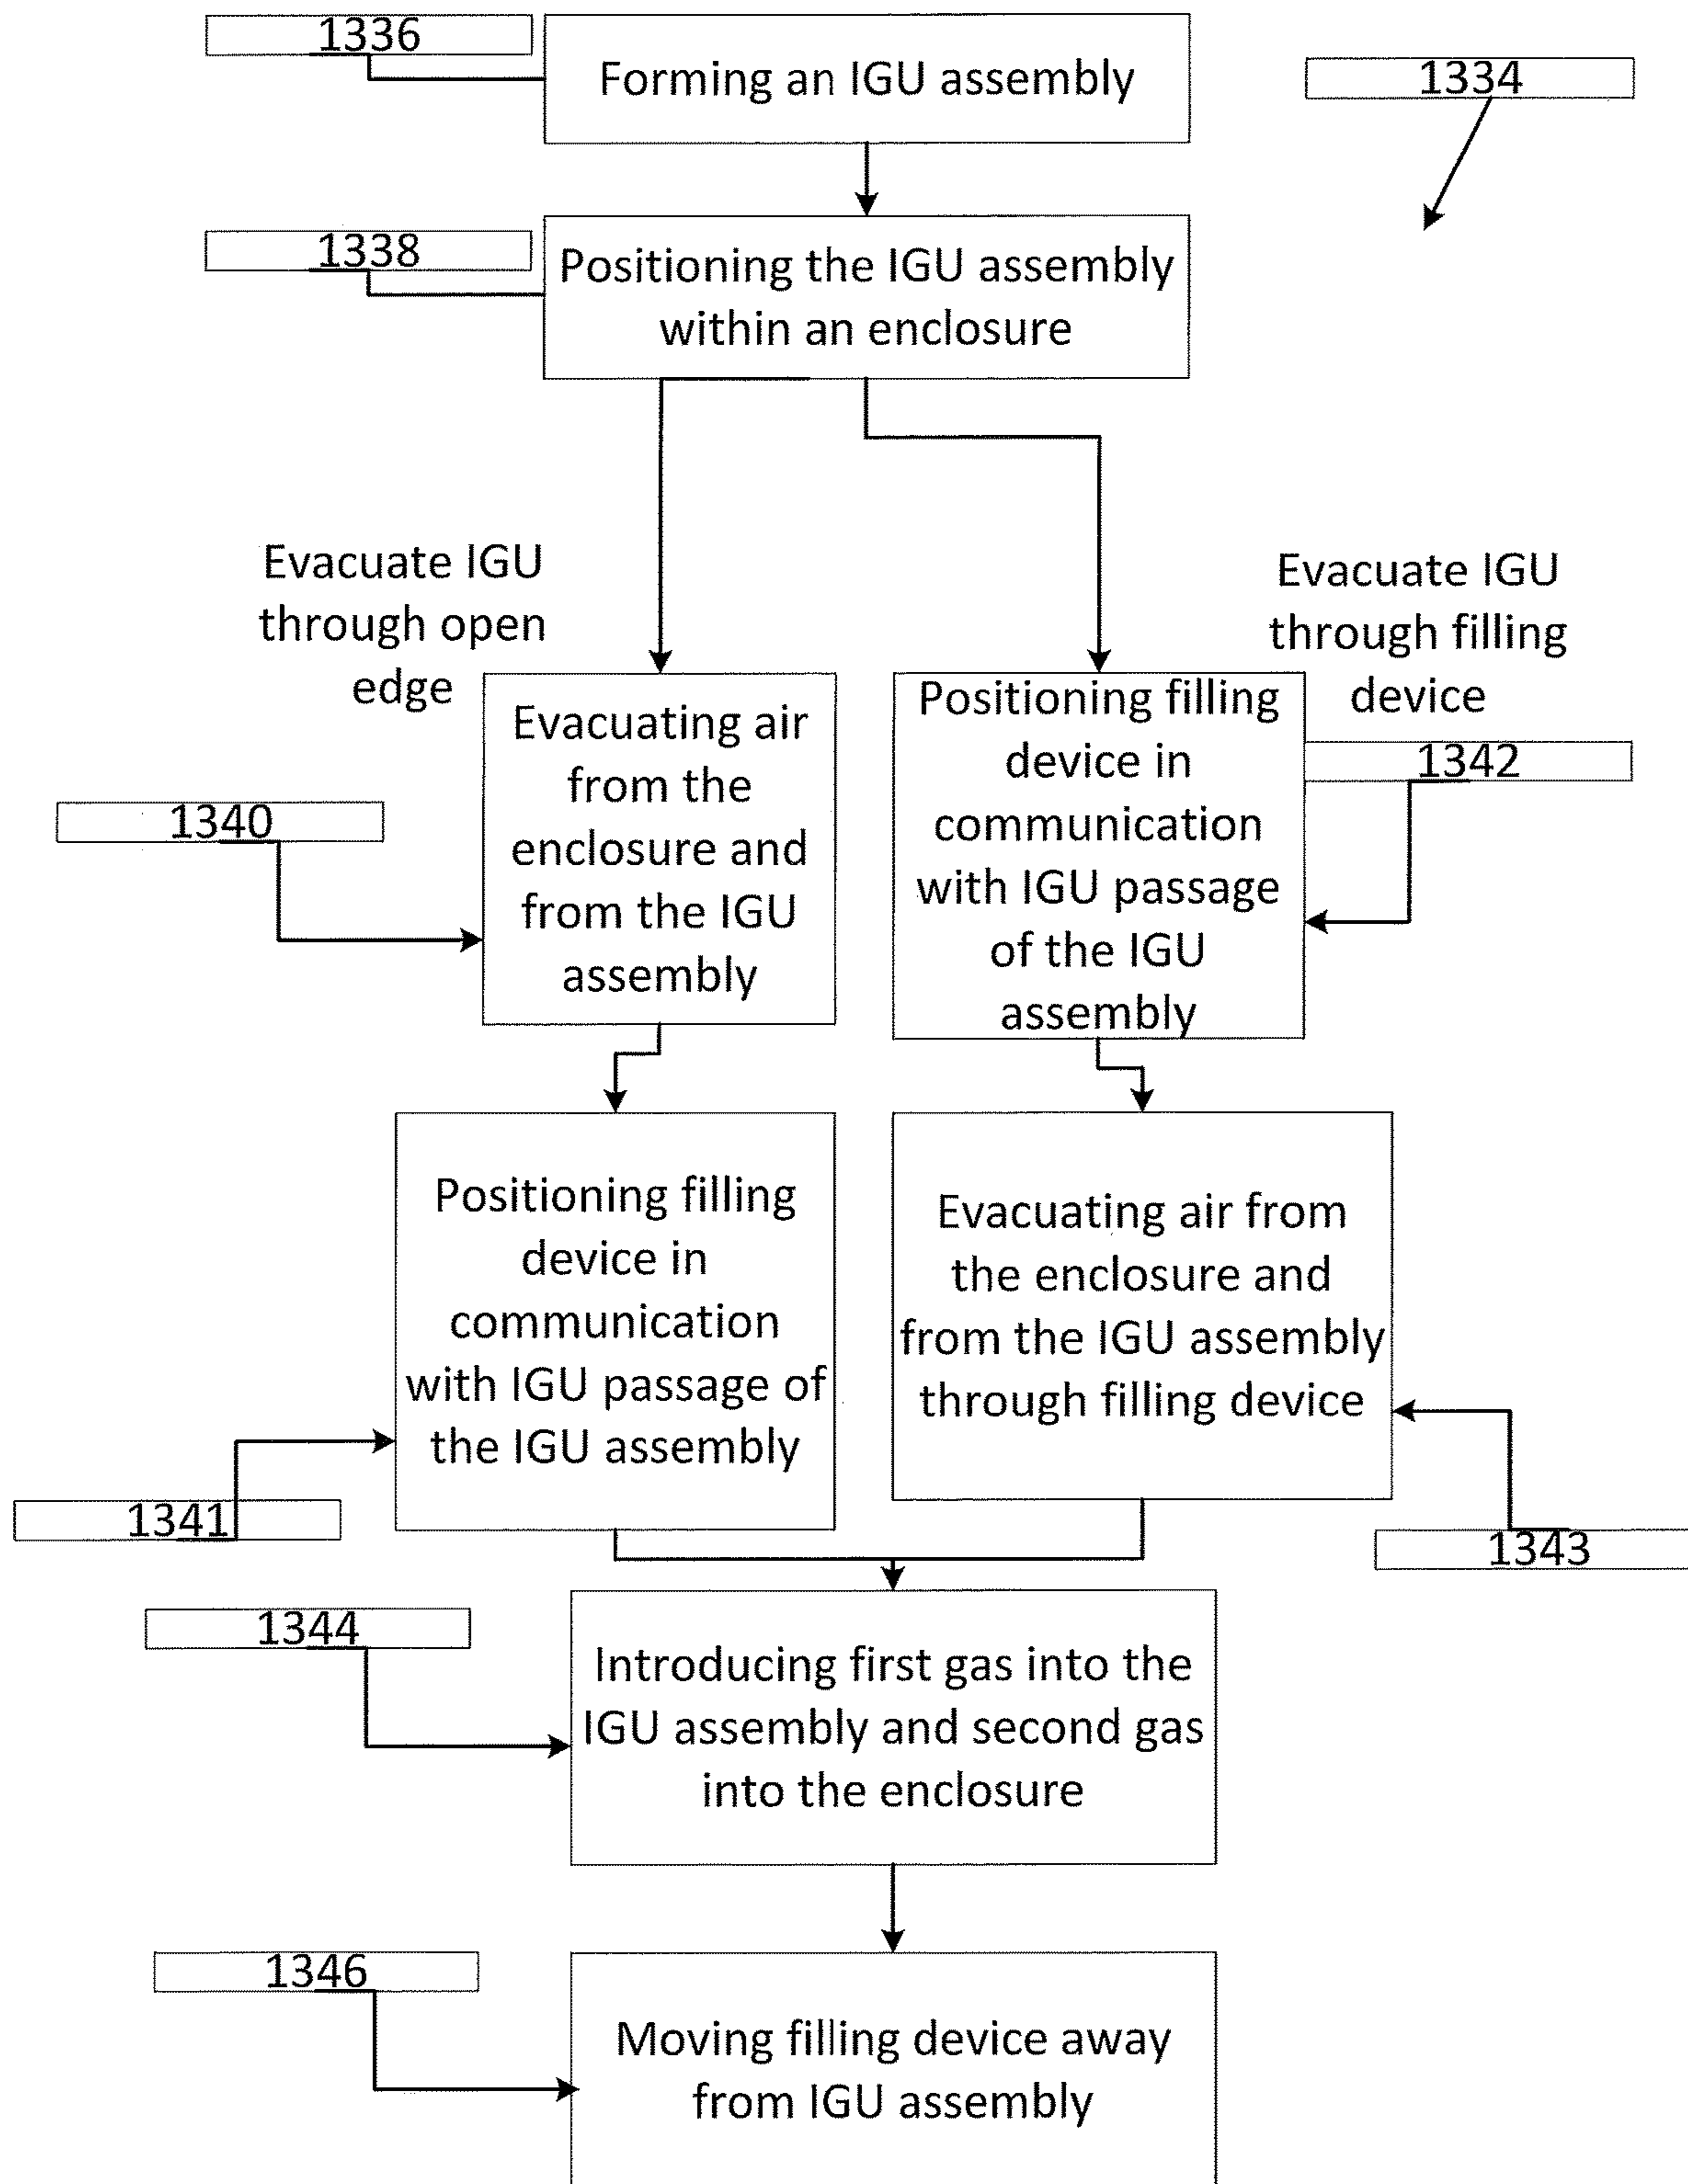 1336
Forming an IGU assembly
1334
1338
Positioning the IGU assembly
within an enclosure
Evacuate IGU
through open
edge
Evacuate IGU
through filling
device
Evacuating air
from the
enclosure and
from the IGU
assembly
1340
Positioning filling
device in
communication
with IGU passage
of the IGU
assembly
1342
Positioning filling
device in
communication
with IGU passage of
the IGU assembly
1341
Evacuating air from
the enclosure and
from the IGU assembly
through filling device
1343
1344
Introducing first gas into the
IGU assembly and second gas
into the enclosure
1346
Moving filling device away
from IGU assembly